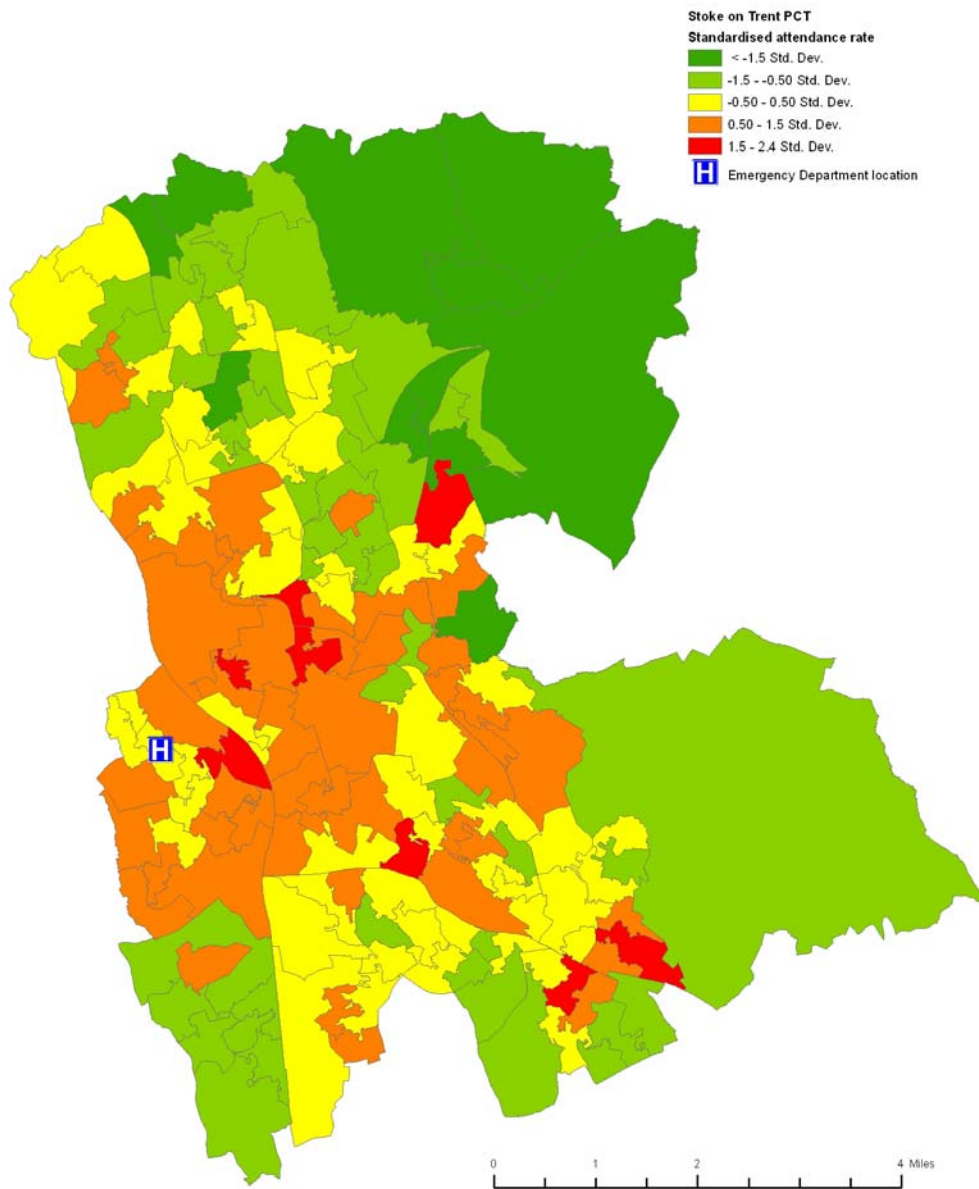 Stoke on Trent PCT
Standardised attendance rate
< -1.5 Std. Dev.
-1.5 - -0.50 Std. Dev.
-0.50 - 0.50 Std. Dev.
0.50 - 1.5 Std. Dev.
1.5 - 2.4 Std. Dev.
H Emergency Department location
H
0 1 2 4 Miles